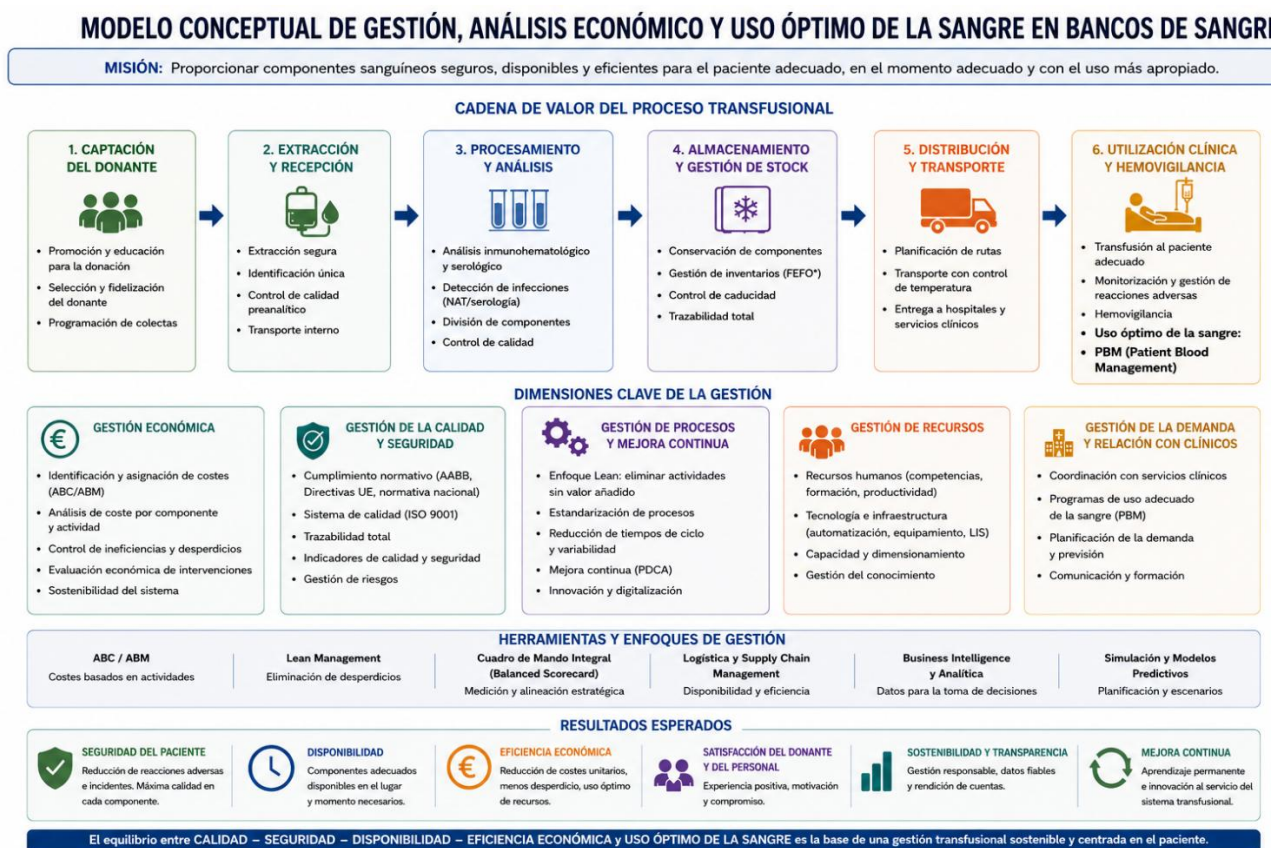 MODELO CONCEPTUAL DE GESTIÓN, ANÁLISIS ECONÓMICO Y USO ÓPTIMO DE LA SANGRE EN BANCOS DE SANGRE
MISIÓN: Proporcionar componentes sanguíneos seguros, disponibles y eficientes para el paciente adecuado, en el momento adecuado y con el uso más apropiado.
CADENA DE VALOR DEL PROCESO TRANSFUSIONAL
1. CAPTACIÓN
DEL DONANTE
• Promoción y educación
para la donación
• Selección y fidelización
del donante
• Programación de colectas
2. EXTRACCIÓN
Y RECEPCIÓN
• Extracción segura
• Identificación única
• Control de calidad
preanalítico
• Transporte interno
3. PROCESAMIENTO
Y ANÁLISIS
• Análisis inmunohematológico
y serológico
• Detección de infecciones
(NAT/serología)
• División de componentes
• Control de calidad
4. ALMACENAMIENTO
Y GESTIÓN DE STOCK
• Conservación de componentes
• Gestión de inventarios (FEFO*)
• Control de caducidad
• Trazabilidad total
5. DISTRIBUCIÓN
Y TRANSPORTE
• Planificación de rutas
• Transporte con control
de temperatura
• Entrega a hospitales y
servicios clínicos
6. UTILIZACIÓN CLÍNICA
Y HEMOVIGILANCIA
• Transfusión al paciente
adecuado
• Monitorización y gestión de
reacciones adversas
• Hemovigilancia
• Uso óptimo de la sangre:
• PBM (Patient Blood
Management)
DIMENSIONES CLAVE DE LA GESTIÓN
€
GESTIÓN ECONÓMICA
• Identificación y asignación de costes
(ABC/ABM)
• Análisis de coste por componente
y actividad
• Control de ineficiencias y desperdicios
• Evaluación económica de intervenciones
• Sostenibilidad del sistema
GESTIÓN DE LA CALIDAD
Y SEGURIDAD
• Cumplimiento normativo (AABB,
Directivas UE, normativa nacional)
• Sistema de calidad (ISO 9001)
• Trazabilidad total
• Indicadores de calidad y seguridad
• Gestión de riesgos
GESTIÓN DE PROCESOS
Y MEJORA CONTINUA
• Enfoque Lean: eliminar actividades
sin valor añadido
• Estandarización de procesos
• Reducción de tiempos de ciclo
y variabilidad
• Mejora continua (PDCA)
• Innovación y digitalización
GESTIÓN DE RECURSOS
• Recursos humanos (competencias,
formación, productividad)
• Tecnología e infraestructura
(automatización, equipamiento, LIS)
• Capacidad y dimensionamiento
• Gestión del conocimiento
GESTIÓN DE LA DEMANDA
Y RELACIÓN CON CLÍNICOS
• Coordinación con servicios clínicos
• Programas de uso adecuado
de la sangre (PBM)
• Planificación de la demanda
y previsión
• Comunicación y formación
HERRAMIENTAS Y ENFOQUES DE GESTIÓN
ABC / ABM
Costes basados en actividades
Lean Management
Eliminación de desperdicios
Cuadro de Mando Integral
(Balanced Scorecard)
Medición y alineación estratégica
Logística y Supply Chain
Management
Disponibilidad y eficiencia
Business Intelligence
y Analítica
Datos para la toma de decisiones
Simulación y Modelos
Predictivos
Planificación y escenarios
RESULTADOS ESPERADOS
SEGURIDAD DEL PACIENTE
Reducción de reacciones adversas
e incidentes. Máxima calidad en
cada componente.
DISPONIBILIDAD
Componentes adecuados
disponibles en el lugar
y momento necesarios.
€
EFICIENCIA ECONÓMICA
Reducción de costes unitarios,
menos desperdicio, uso óptimo
de recursos.
SATISFACCIÓN DEL DONANTE
Y DEL PERSONAL
Experiencia positiva, motivación
y compromiso.
SOSTENIBILIDAD Y TRANSPARENCIA
Gestión responsable, datos fiables
y rendición de cuentas.
MEJORA CONTINUA
Aprendizaje permanente
e innovación al servicio del
sistema transfusional.
El equilibrio entre CALIDAD – SEGURIDAD – DISPONIBILIDAD – EFICIENCIA ECONÓMICA y USO ÓPTIMO DE LA SANGRE es la base de una gestión transfusional sostenible y centrada en el paciente.